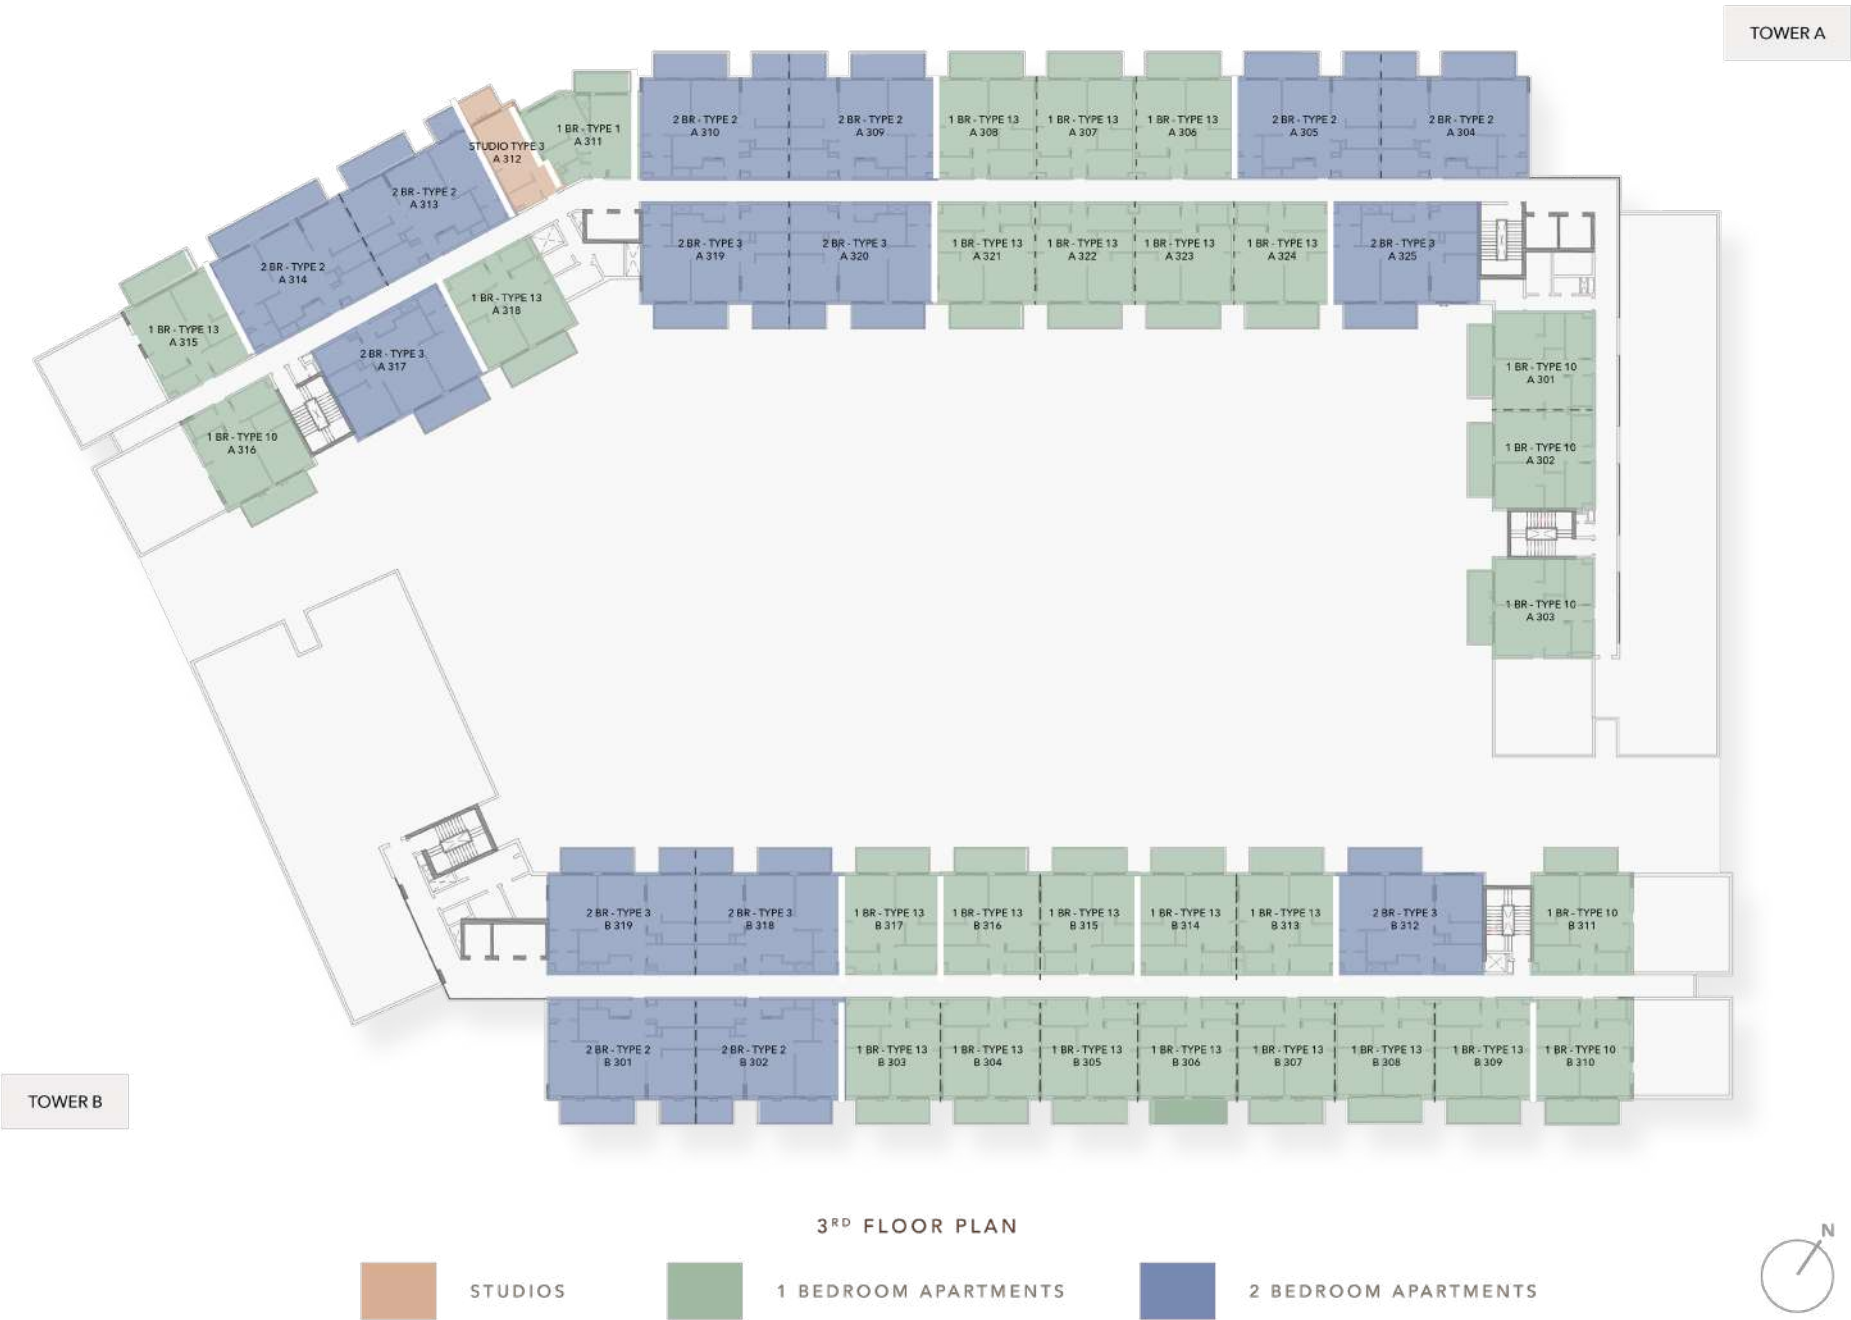 TOWER A
2 BR - TYPE 2
A 310
2 BR - TYPE 2
A 309
1 BR - TYPE 13
A 308
1 BR - TYPE 13
A 307
1 BR - TYPE 13
A 306
2 BR - TYPE 2
A 305
2 BR - TYPE 2
A 304
1 BR - TYPE 1
A 311
STUDIO TYPE 3
A 312
2 BR - TYPE 2
A 313
2 BR - TYPE 2
A 314
1 BR - TYPE 13
A 315
2 BR - TYPE 3
A 319
2 BR - TYPE 3
A 320
1 BR - TYPE 13
A 321
1 BR - TYPE 13
A 322
1 BR - TYPE 13
A 323
1 BR - TYPE 13
A 324
2 BR - TYPE 3
A 325
1 BR - TYPE 13
A 318
2 BR - TYPE 3
A 317
1 BR - TYPE 10
A 316
1 BR - TYPE 10
A 301
1 BR - TYPE 10
A 302
1 BR - TYPE 10
A 303
2 BR - TYPE 3
B 319
2 BR - TYPE 3
B 318
1 BR - TYPE 13
B 317
1 BR - TYPE 13
B 316
1 BR - TYPE 13
B 315
1 BR - TYPE 13
B 314
1 BR - TYPE 13
B 313
2 BR - TYPE 3
B 312
1 BR - TYPE 10
B 311
2 BR - TYPE 2
B 301
2 BR - TYPE 2
B 302
1 BR - TYPE 13
B 303
1 BR - TYPE 13
B 304
1 BR - TYPE 13
B 305
1 BR - TYPE 13
B 306
1 BR - TYPE 13
B 307
1 BR - TYPE 13
B 308
1 BR - TYPE 13
B 309
1 BR - TYPE 10
B 310
TOWER B
3RD FLOOR PLAN
N
STUDIOS
1 BEDROOM APARTMENTS
2 BEDROOM APARTMENTS